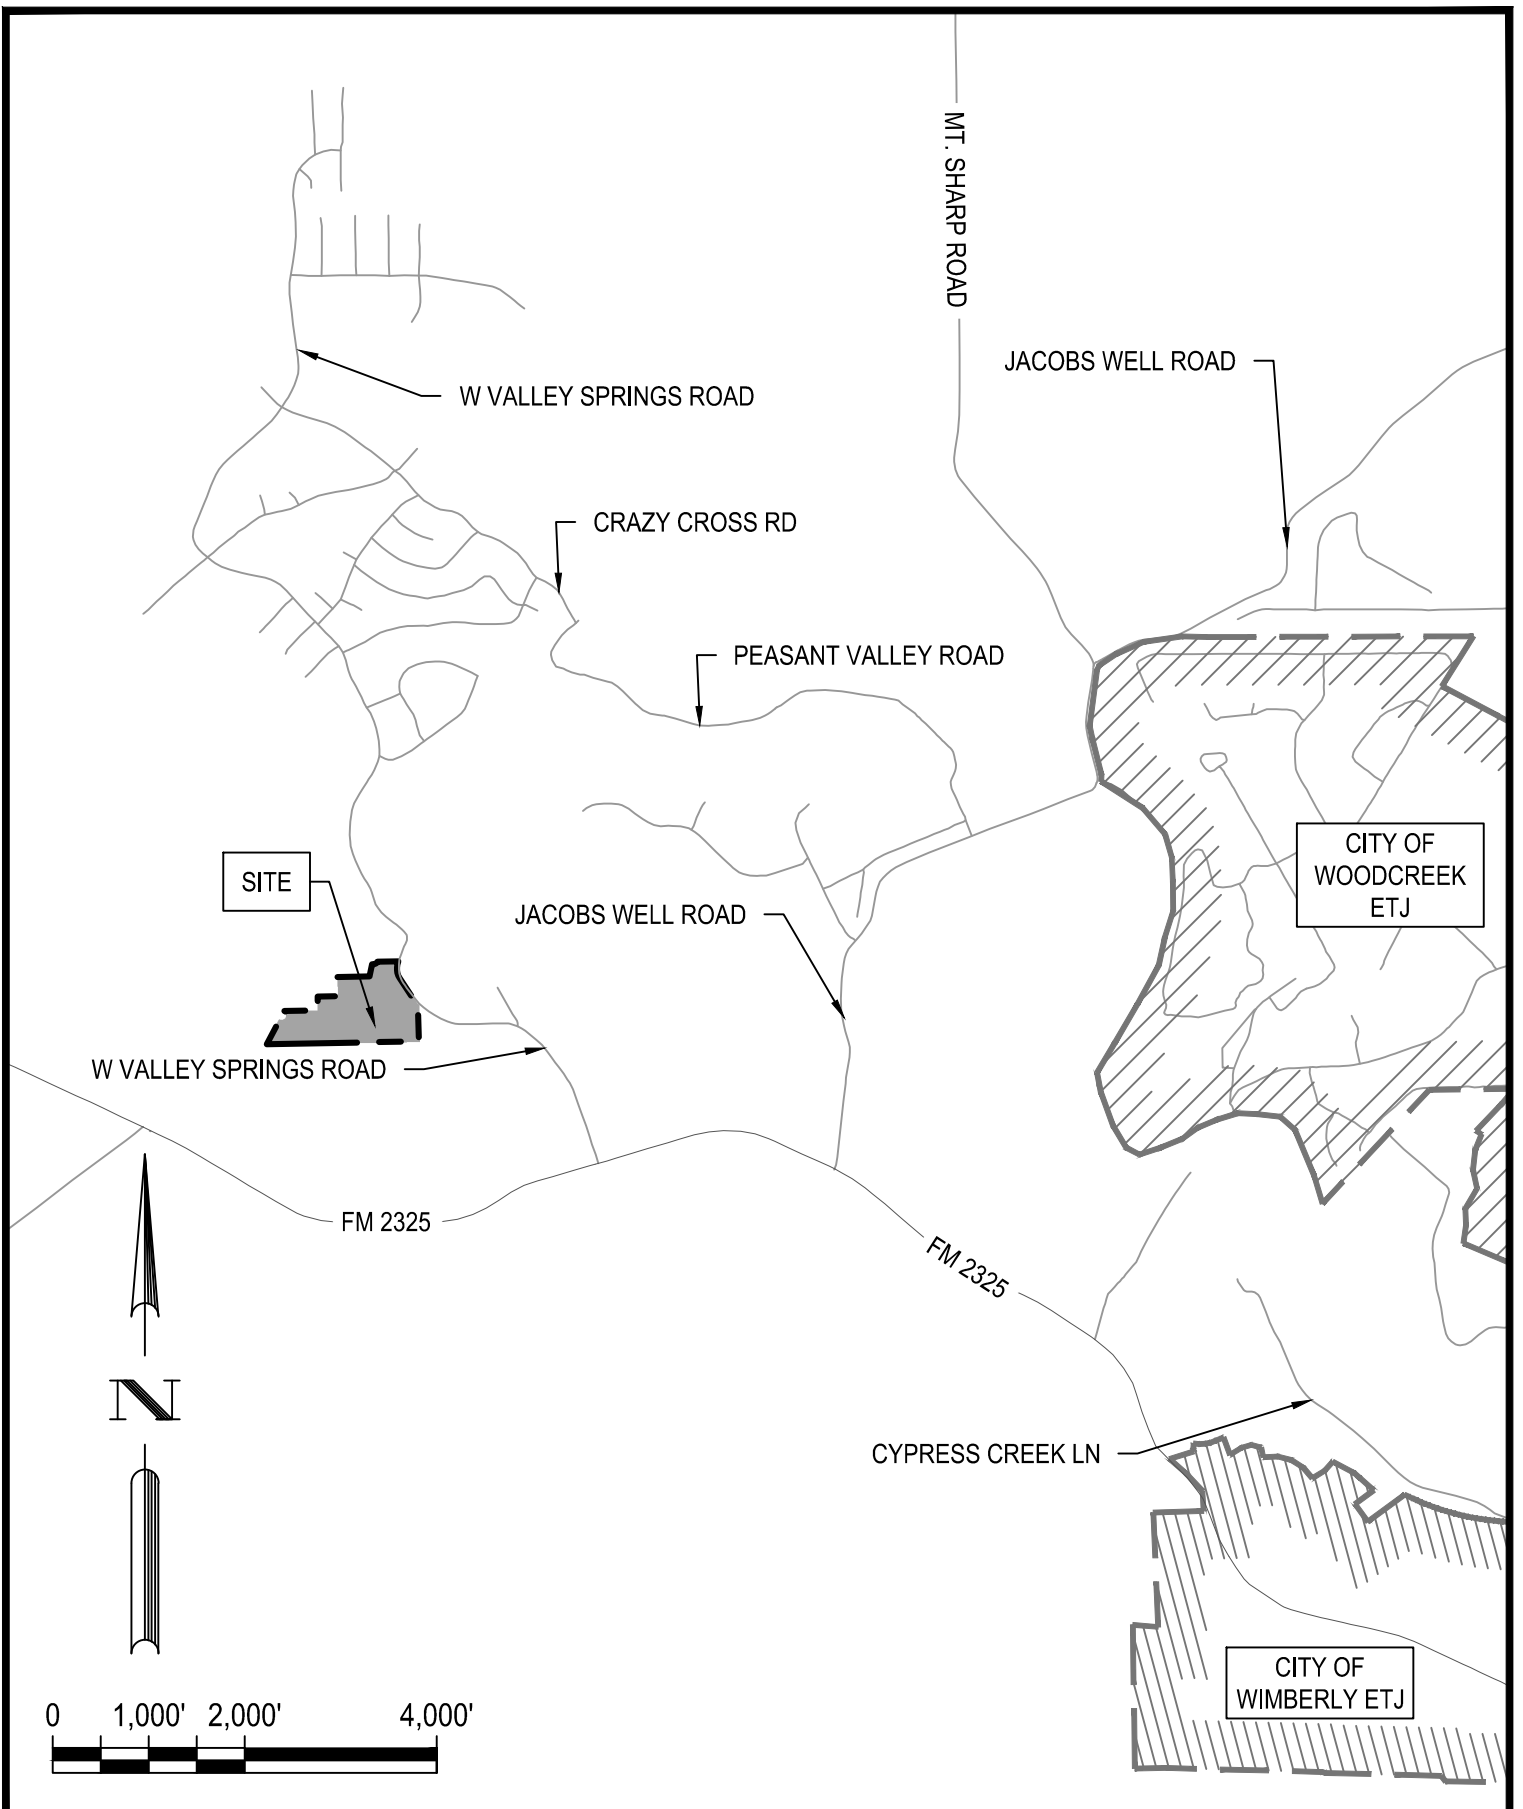 MT. SHARP ROAD
JACOBS WELL ROAD
W VALLEY SPRINGS ROAD
CRAZY CROSS RD
PEASANT VALLEY ROAD
CITY OF
WOODCREEK
ETJ
SITE
JACOBS WELL ROAD
W VALLEY SPRINGS ROAD
FM 2325
FM 2325
N
CYPRESS CREEK LN
CITY OF
WIMBERLY ETJ
0 1,000' 2,000' 4,000'